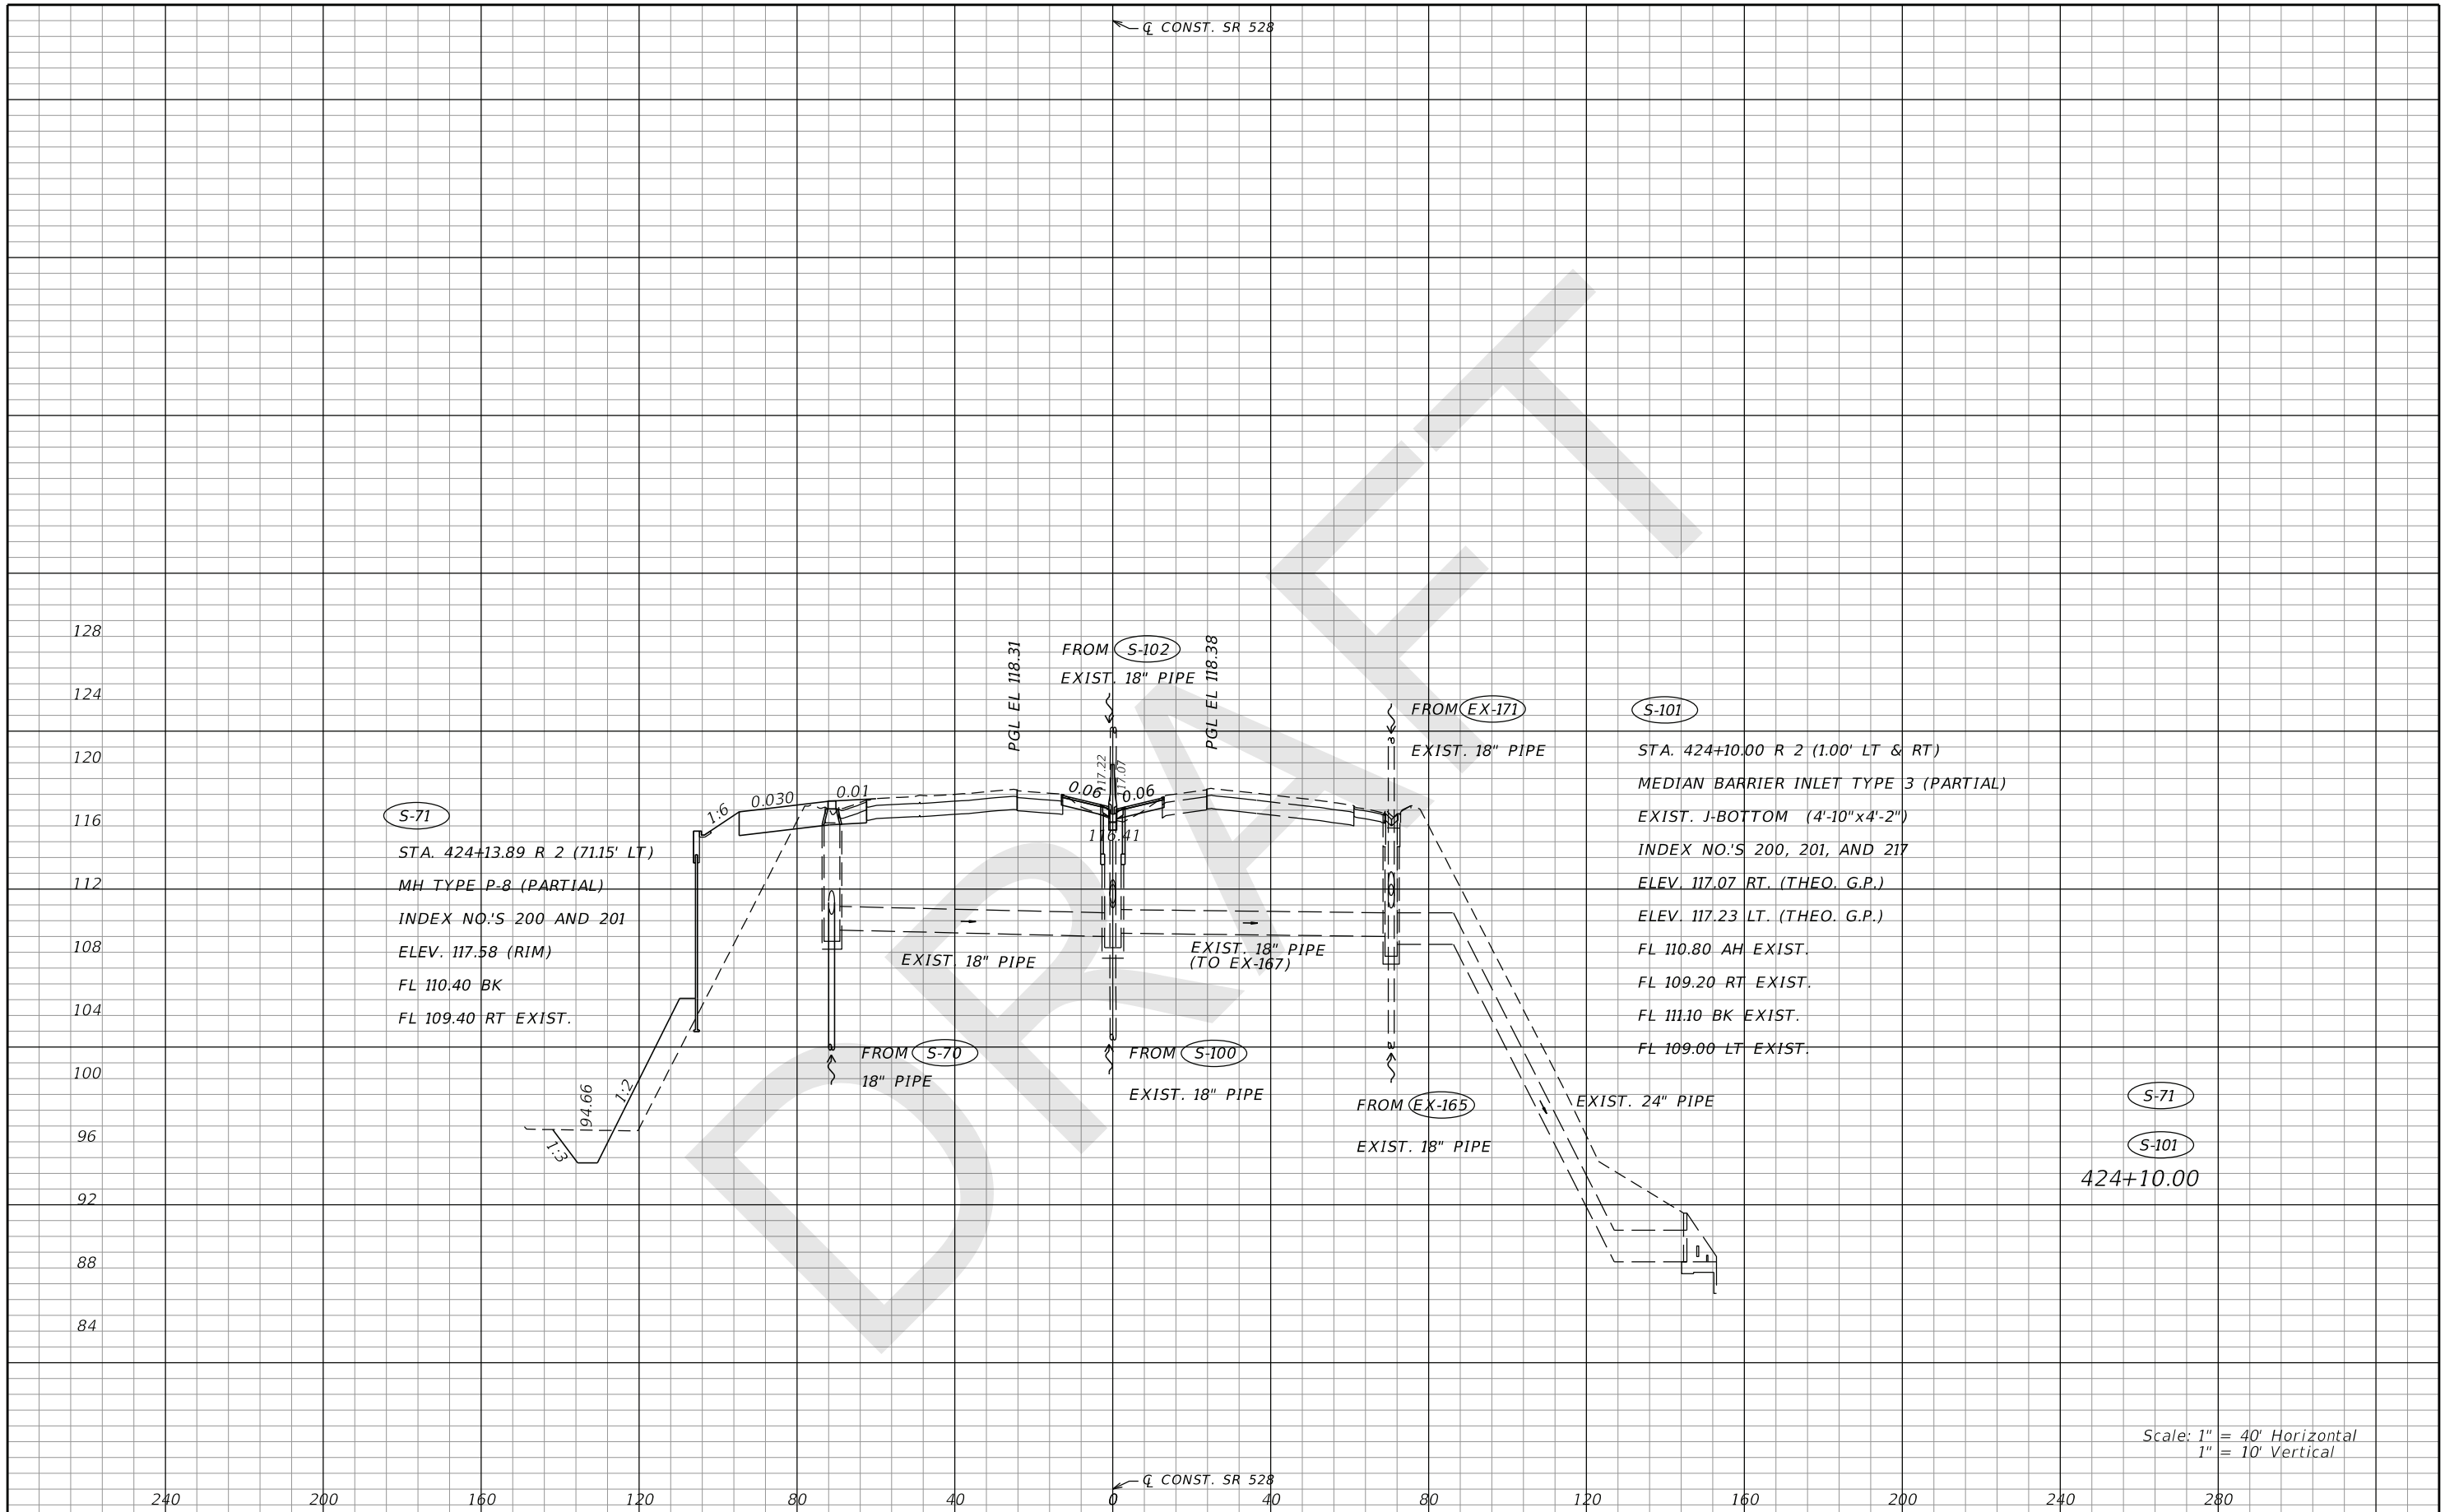 ℄ CONST. SR 528
128
124
120
116
112
108
104
100
96
92
88
84
PGL EL 118.31
FROM S-102
EXIST. 18" PIPE
PGL EL 118.38
FROM EX-171
EXIST. 18" PIPE
117.22
117.07
0.06
0.06
116.41
1:6
0.030
0.01
S-71
STA. 424+13.89 R 2 (71.15' LT)
MH TYPE P-8 (PARTIAL)
INDEX NO.'S 200 AND 201
ELEV. 117.58 (RIM)
FL 110.40 BK
FL 109.40 RT EXIST.
S-101
STA. 424+10.00 R 2 (1.00' LT & RT)
MEDIAN BARRIER INLET TYPE 3 (PARTIAL)
EXIST. J-BOTTOM (4'-10"x4'-2")
INDEX NO.'S 200, 201, AND 217
ELEV. 117.07 RT. (THEO. G.P.)
ELEV. 117.23 LT. (THEO. G.P.)
FL 110.80 AH EXIST.
FL 109.20 RT EXIST.
FL 111.10 BK EXIST.
FL 109.00 LT EXIST.
EXIST. 18" PIPE
EXIST. 18" PIPE
(TO EX-167)
FROM S-70
18" PIPE
FROM S-100
EXIST. 18" PIPE
FROM EX-165
EXIST. 18" PIPE
EXIST. 24" PIPE
94.66
1:2
1:3
S-71
S-101
424+10.00
DRAFT
Scale: 1" = 40' Horizontal
1" = 10' Vertical
℄ CONST. SR 528
240 200 160 120 80 40 0 40 80 120 160 200 240 280